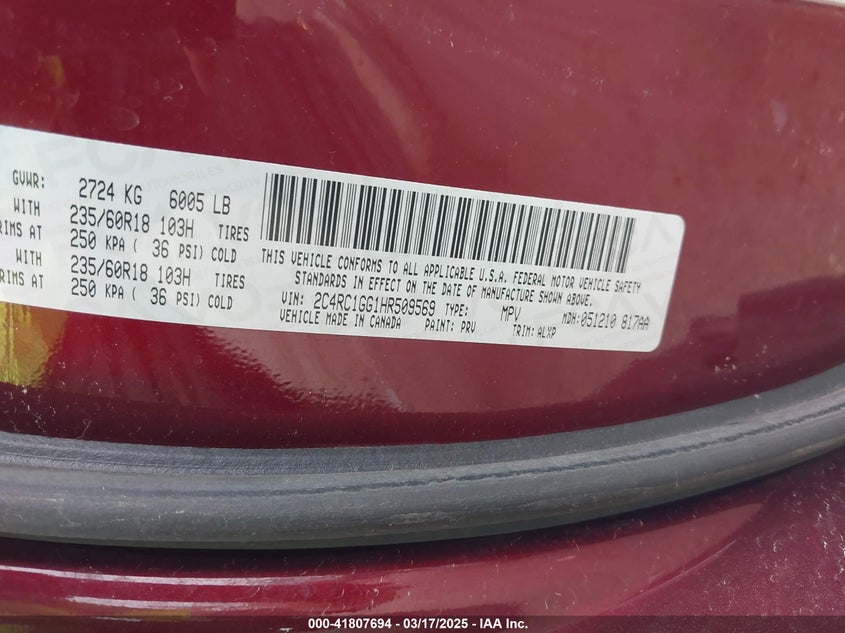 GVWR: 2724 KG 6005 LB
WITH 235/60R18 103H TIRES
RIMS AT 250 KPA ( 36 PSI) COLD
WITH 235/60R18 103H TIRES
RIMS AT 250 KPA ( 36 PSI) COLD
THIS VEHICLE CONFORMS TO ALL APPLICABLE U.S.A. FEDERAL MOTOR VEHICLE SAFETY
STANDARDS IN EFFECT ON THE DATE OF MANUFACTURE SHOWN ABOVE.
VIN: 2C4RC1GG1HR509569 TYPE: MPV MDH:051210 817AA
VEHICLE MADE IN CANADA PAINT: PRV TRIM: ALXP
000-41807694 — 03/17/2025 — IAA Inc.